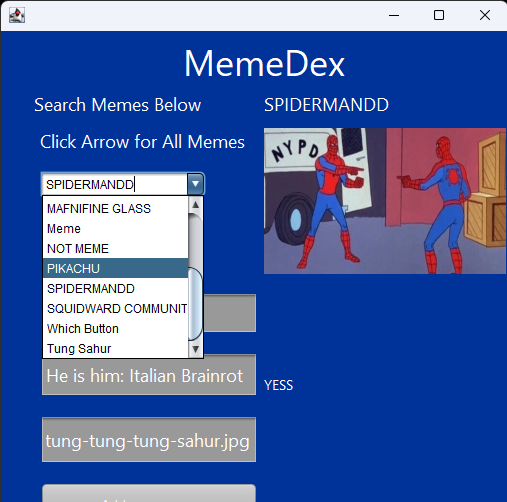 MemeDex
Search Memes Below
SPIDERMANDD
Click Arrow for All Memes
SPIDERMANDD
NYPD
MAFNIFINE GLASS
Meme
NOT MEME
PIKACHU
SPIDERMANDD
SQUIDWARD COMMUNIT
Which Button
Tung Sahur
He is him: Italian Brainrot
YESS
tung-tung-tung-sahur.jpg